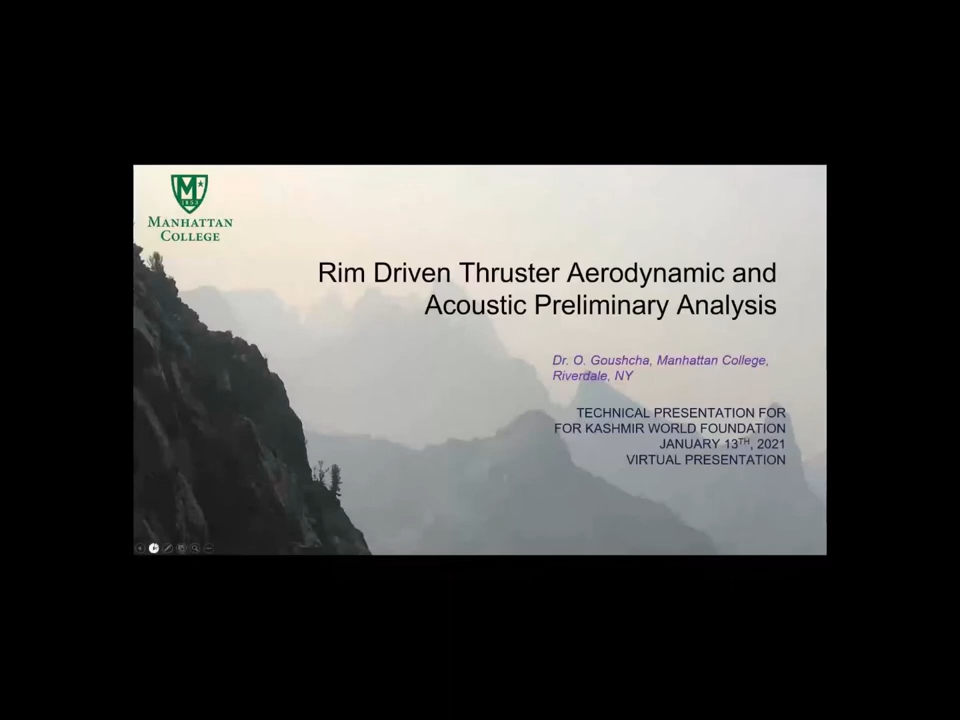 M
1853
MANHATTAN
COLLEGE
Rim Driven Thruster Aerodynamic and
Acoustic Preliminary Analysis
Dr. O. Goushcha, Manhattan College,
Riverdale, NY
TECHNICAL PRESENTATION FOR
FOR KASHMIR WORLD FOUNDATION
JANUARY 13TH, 2021
VIRTUAL PRESENTATION